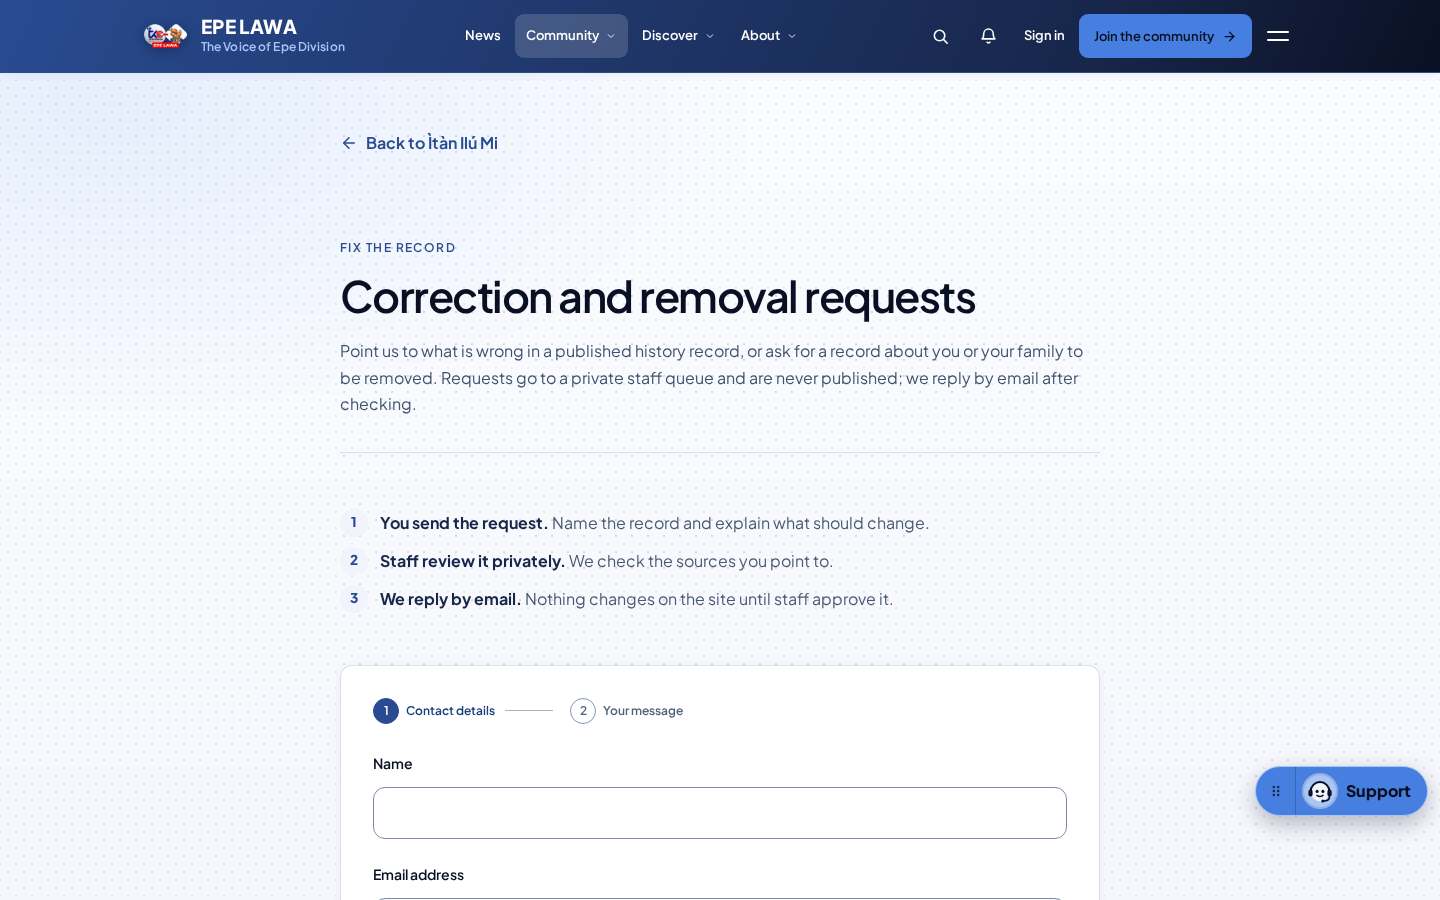 EPE LAWA
EPE LAWA
The Voice of Epe Division
News
Community
Discover
About
Sign in
Join the community
Back to Ìtàn Ilú Mi
FIX THE RECORD
Correction and removal requests
Point us to what is wrong in a published history record, or ask for a record about you or your family to
be removed. Requests go to a private staff queue and are never published; we reply by email after
checking.
1 You send the request. Name the record and explain what should change.
2 Staff review it privately. We check the sources you point to.
3 We reply by email. Nothing changes on the site until staff approve it.
1 Contact details
2 Your message
Name
Support
Email address